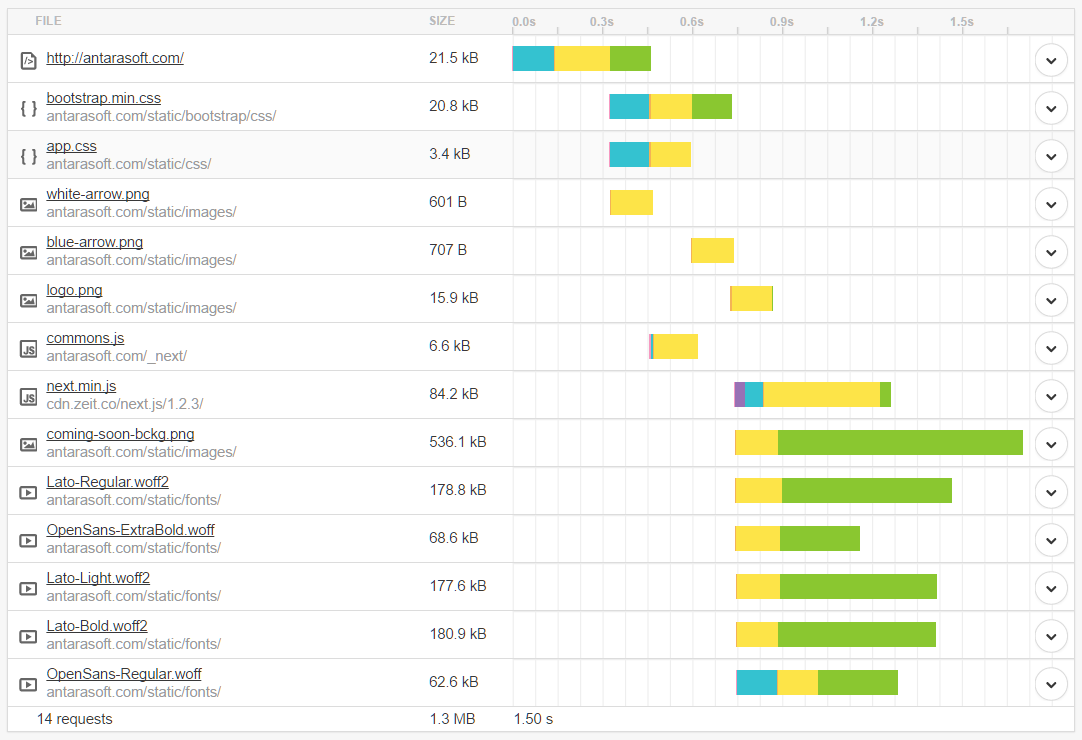 FILE SIZE 0.0s 0.3s 0.6s 0.9s 1.2s 1.5s
http://antarasoft.com/ 21.5 kB
bootstrap.min.css 20.8 kB
antarasoft.com/static/bootstrap/css/
app.css 3.4 kB
antarasoft.com/static/css/
white-arrow.png 601 B
antarasoft.com/static/images/
blue-arrow.png 707 B
antarasoft.com/static/images/
logo.png 15.9 kB
antarasoft.com/static/images/
commons.js 6.6 kB
JS antarasoft.com/_next/
next.min.js 84.2 kB
JS cdn.zeit.co/next.js/1.2.3/
coming-soon-bckg.png 536.1 kB
antarasoft.com/static/images/
Lato-Regular.woff2 178.8 kB
antarasoft.com/static/fonts/
OpenSans-ExtraBold.woff 68.6 kB
antarasoft.com/static/fonts/
Lato-Light.woff2 177.6 kB
antarasoft.com/static/fonts/
Lato-Bold.woff2 180.9 kB
antarasoft.com/static/fonts/
OpenSans-Regular.woff 62.6 kB
antarasoft.com/static/fonts/
14 requests 1.3 MB 1.50 s